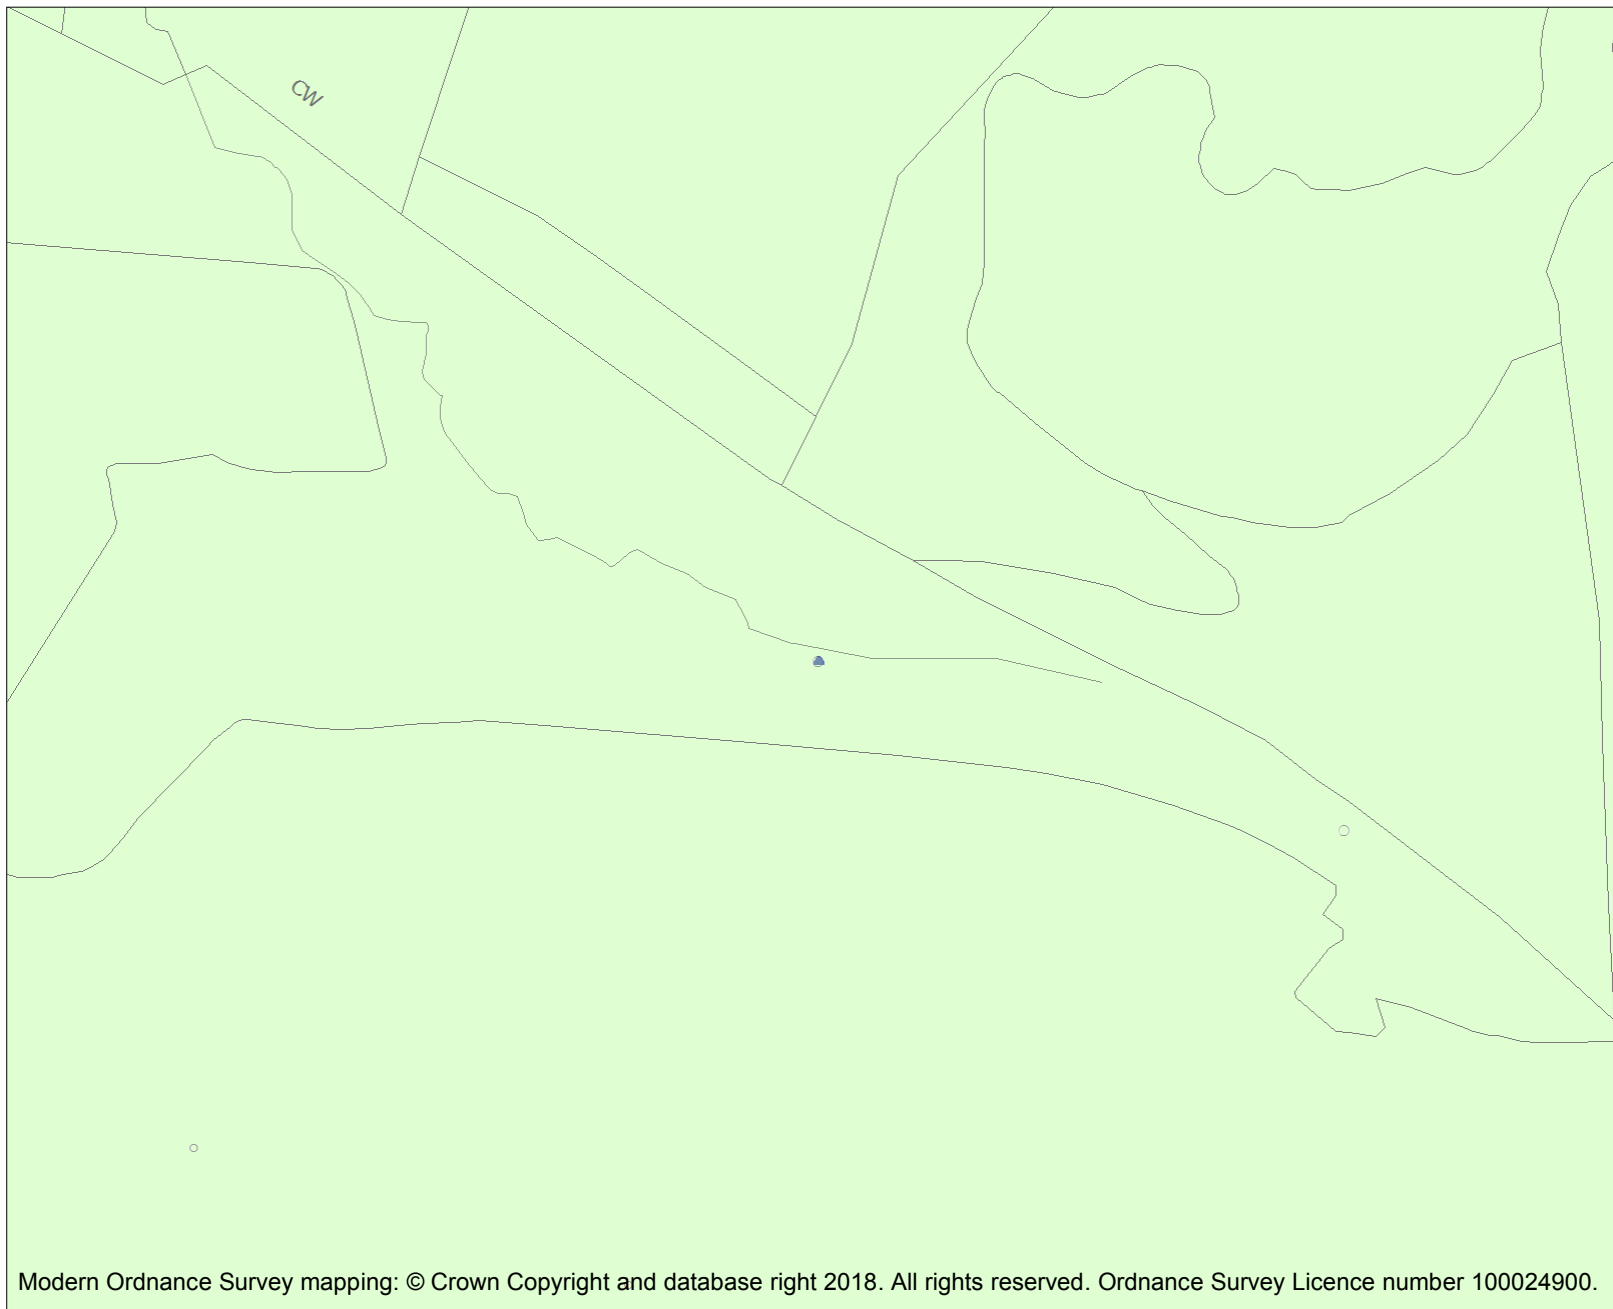 CW
Modern Ordnance Survey mapping: © Crown Copyright and database right 2018. All rights reserved. Ordnance Survey Licence number 100024900.